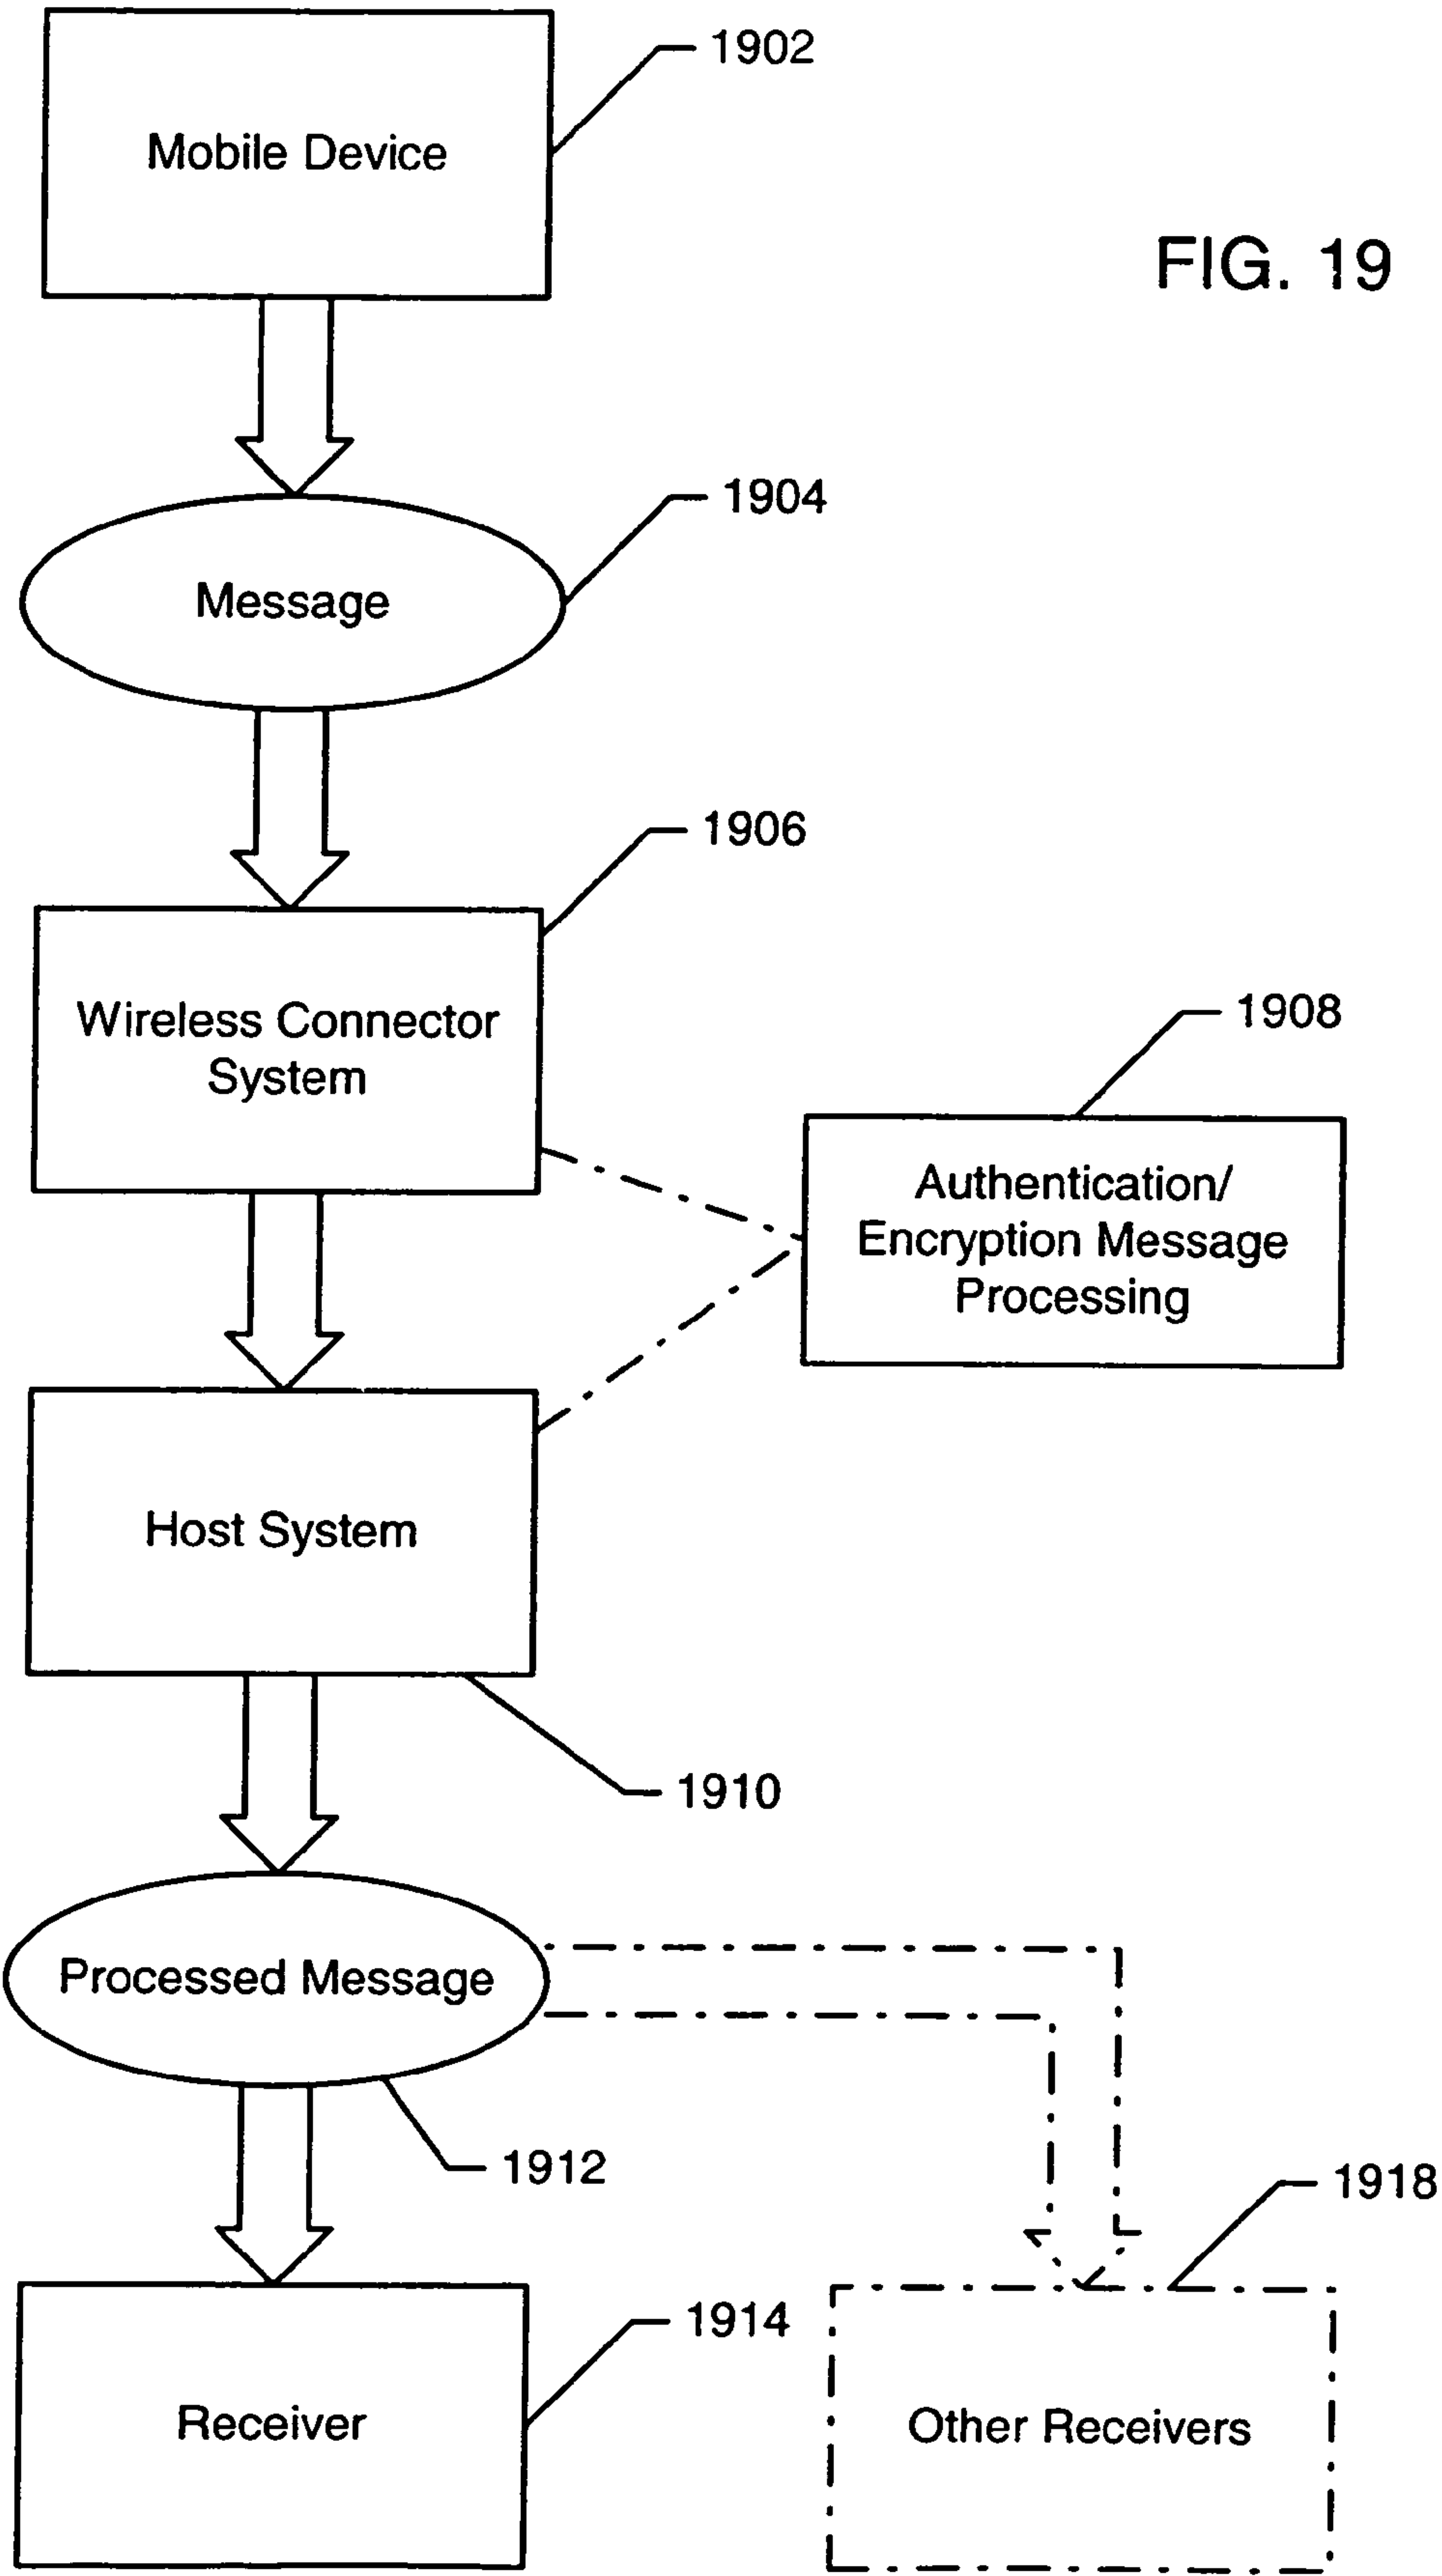 1902
Mobile Device
FIG. 19
1904
Message
1906
Wireless Connector
System
1908
Authentication/
Encryption Message
Processing
Host System
1910
Processed Message
1912
1918
1914
Receiver
Other Receivers